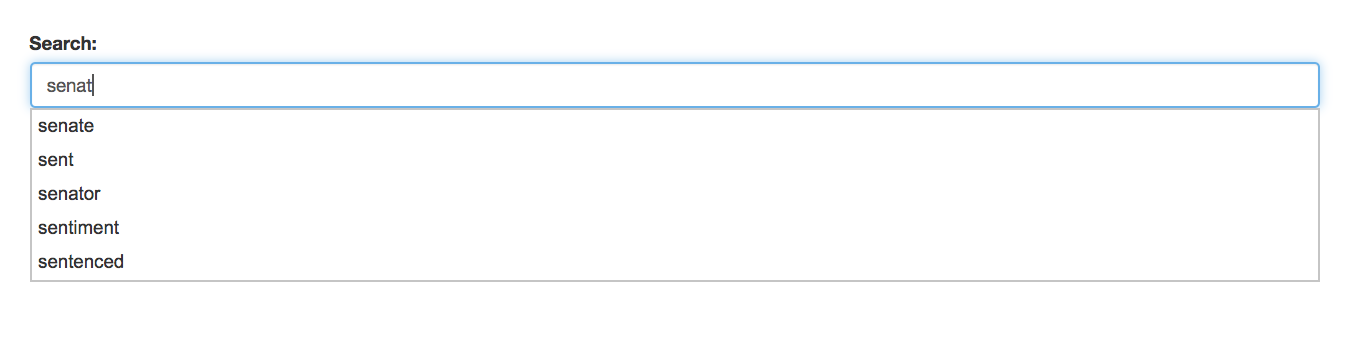 Search:
senat
senate
sent
senator
sentiment
sentenced